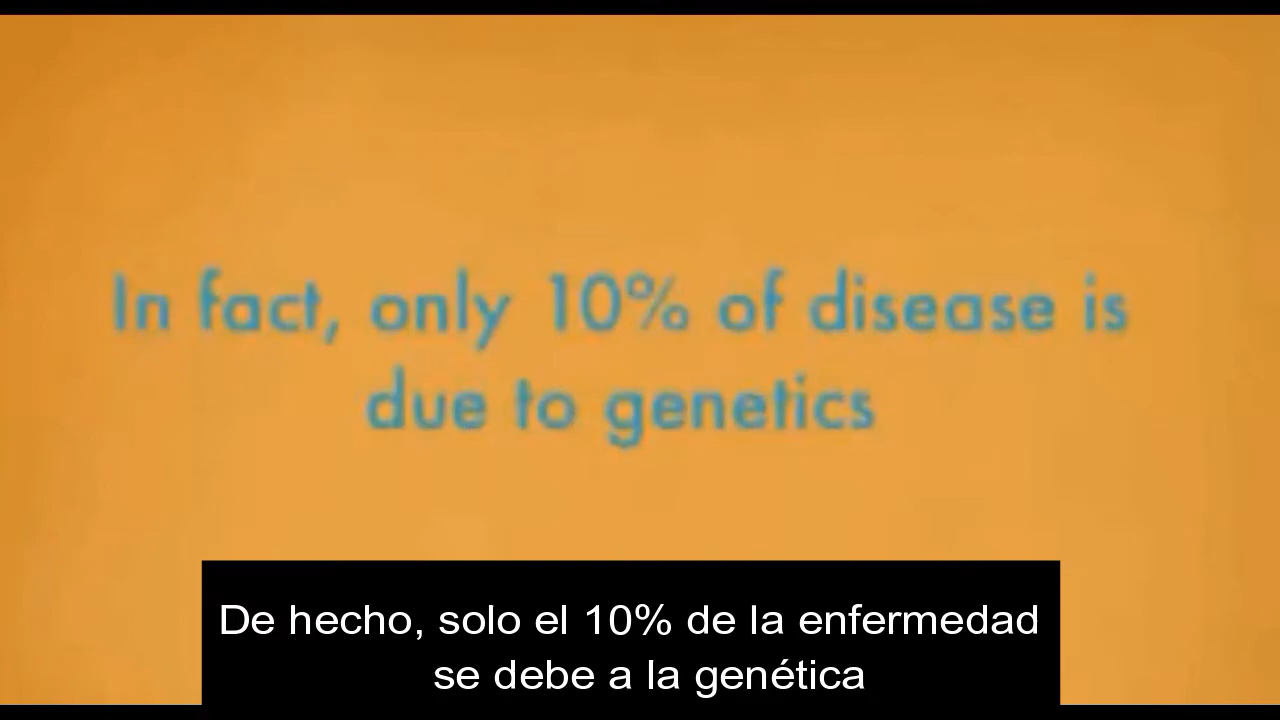 In fact, only 10% of disease is
due to genetics
De hecho, solo el 10% de la enfermedad
se debe a la genética